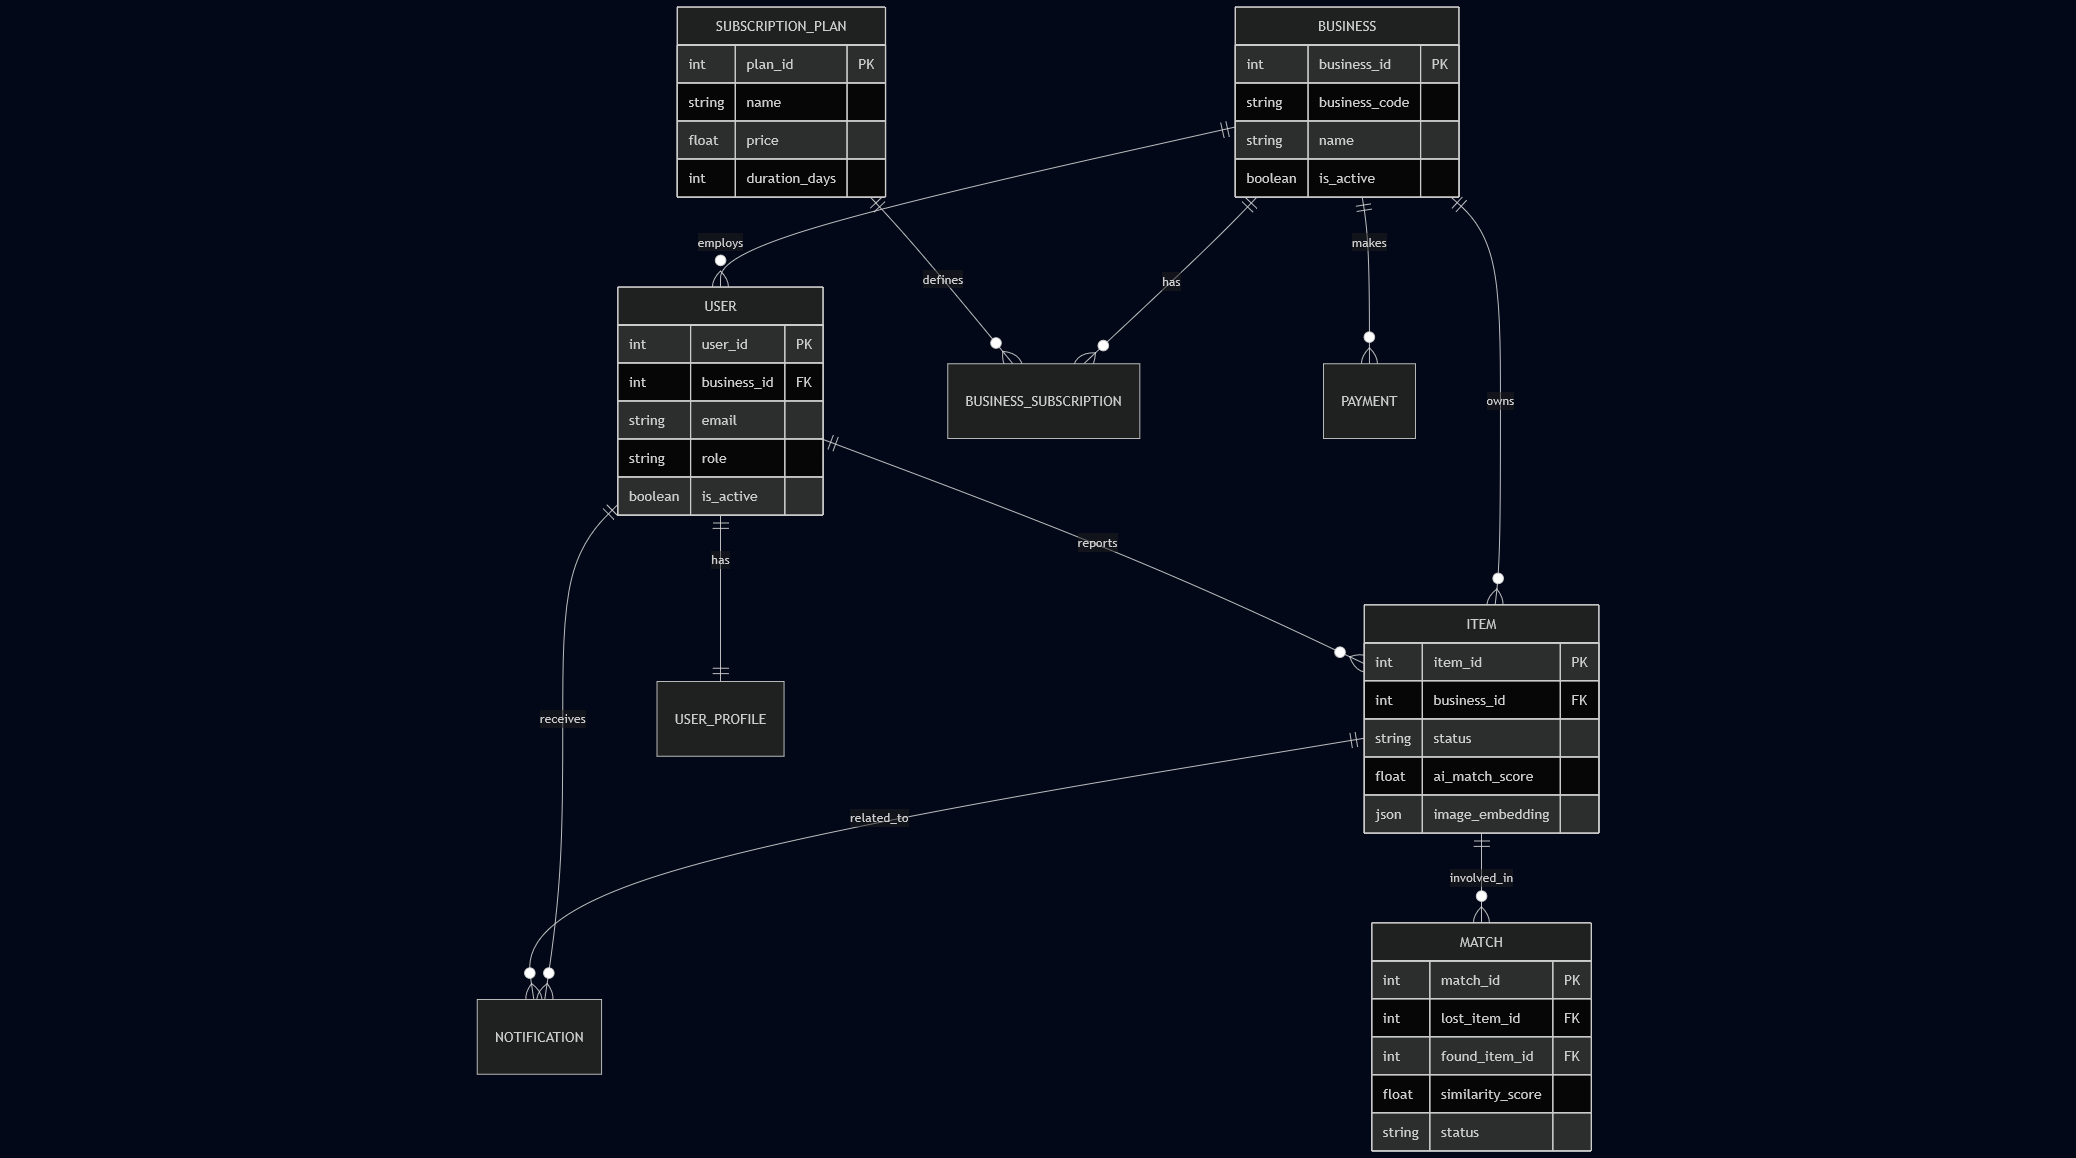 SUBSCRIPTION_PLAN
int plan_id PK
string name
float price
int duration_days
BUSINESS
int business_id PK
string business_code
string name
boolean is_active
employs
defines
has
makes
USER
int user_id PK
int business_id FK
string email
string role
boolean is_active
BUSINESS_SUBSCRIPTION
PAYMENT
owns
reports
has
receives
USER_PROFILE
ITEM
int item_id PK
int business_id FK
string status
float ai_match_score
json image_embedding
related_to
involved_in
MATCH
int match_id PK
int lost_item_id FK
int found_item_id FK
float similarity_score
string status
NOTIFICATION